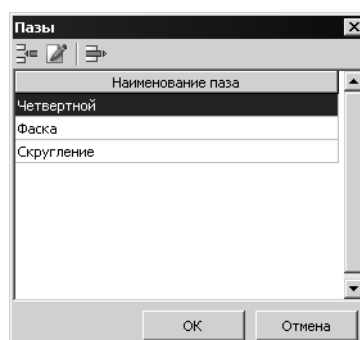 Пазы
Наименование паза
Четвертной
Фаска
Скругление
ОК Отмена